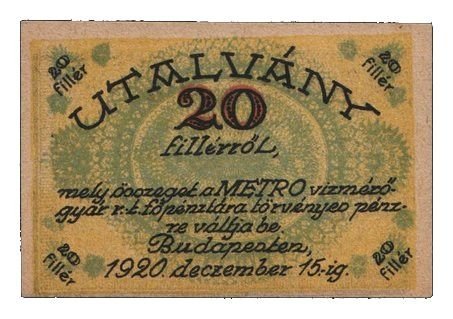 20 fillér
20 fillér
UTALVÁNY
20
fillérről,
mely összeget a METRO vizmérő-
gyár r.t. főpénztára törvényes pénz-
re váltja be.
Budapesten,
1920 deczember 15-ig.
20 fillér
20 fillér